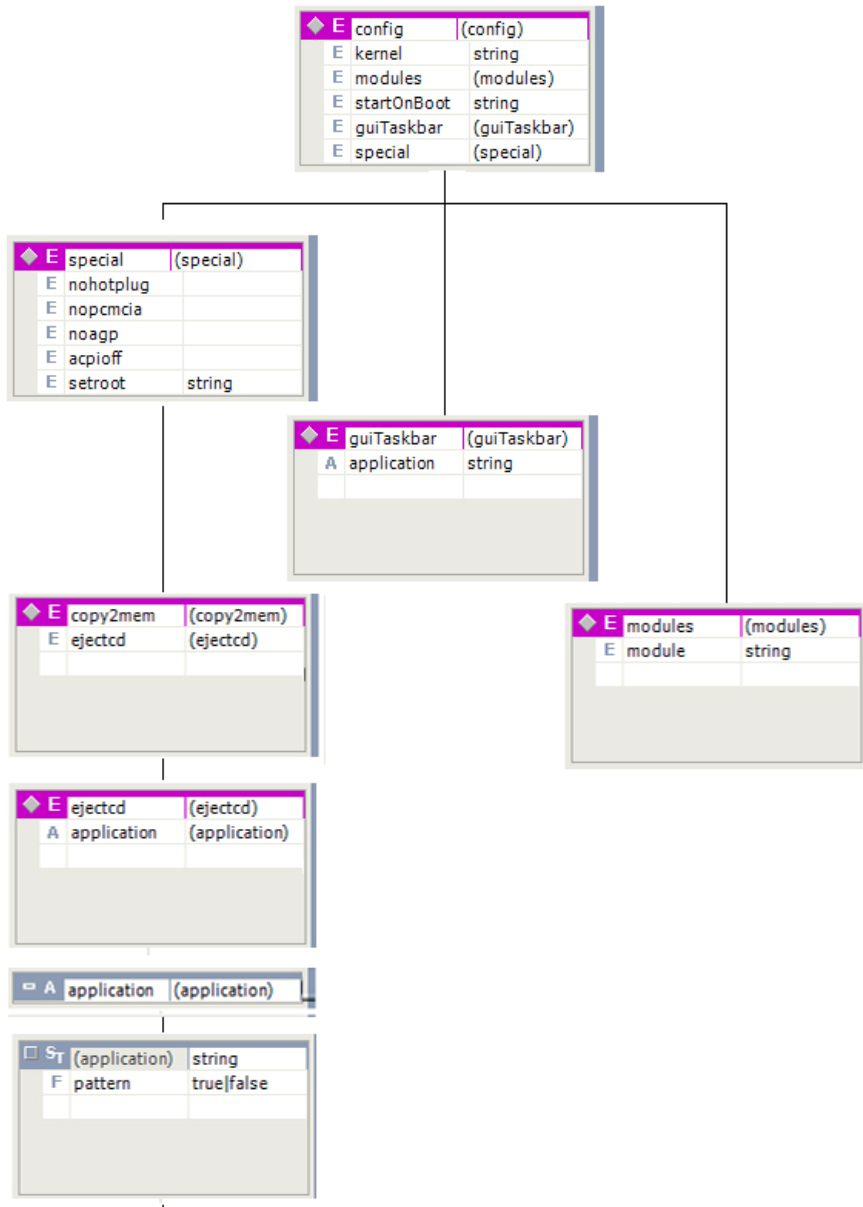 E config (config)
E kernel string
E modules (modules)
E startOnBoot string
E guiTaskbar (guiTaskbar)
E special (special)
E special (special)
E nohotplug
E nopcmcia
E noagp
E acpioff
E setroot string
E guiTaskbar (guiTaskbar)
A application string
E copy2mem (copy2mem)
E ejectcd (ejectcd)
E modules (modules)
E module string
E ejectcd (ejectcd)
A application (application)
A application (application)
ST (application) string
F pattern true|false